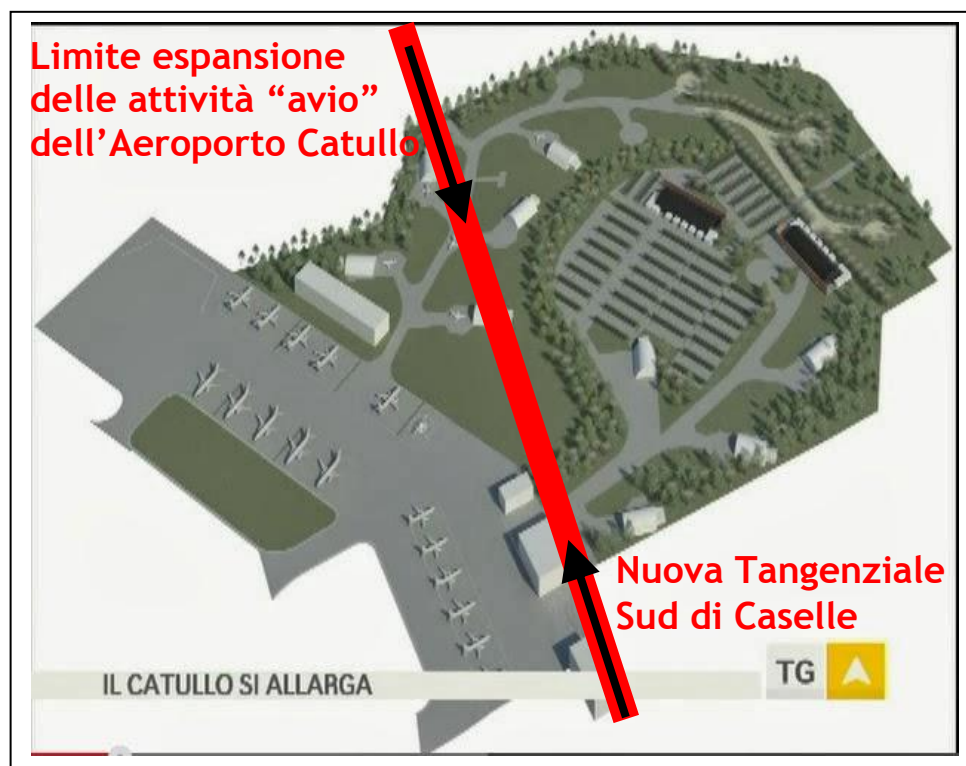 Limite espansione
delle attività “avio”
dell’Aeroporto Catullo
Nuova Tangenziale
Sud di Caselle
IL CATULLO SI ALLARGA
TG